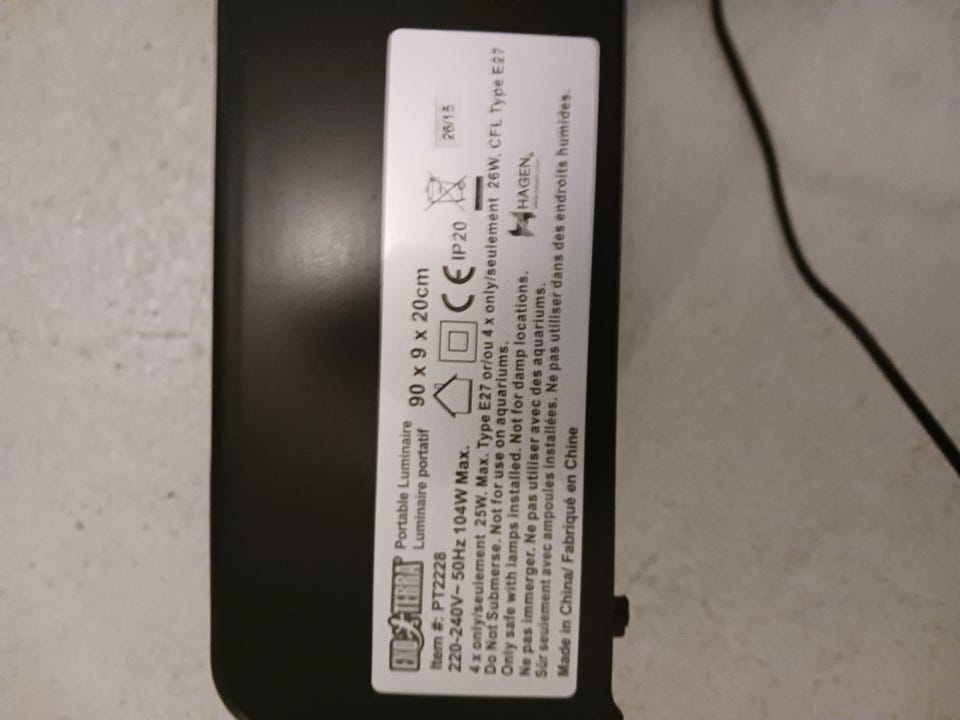 EXO TERRA® Portable Luminaire
Luminaire portatif
90 x 9 x 20cm
Item #: PT2228
220-240V~ 50Hz 104W Max.
CE IP20
26/15
4 x only/seulement 25W. Max. Type E27 or/ou 4 x only/seulement 26W, CFL Type E27
Do Not Submerse. Not for use on aquariums.
Only safe with lamps installed. Not for damp locations.
Ne pas immerger. Ne pas utiliser avec des aquariums.
Sûr seulement avec ampoules installées. Ne pas utiliser dans des endroits humides.
Made in China/ Fabriqué en Chine
HAGEN